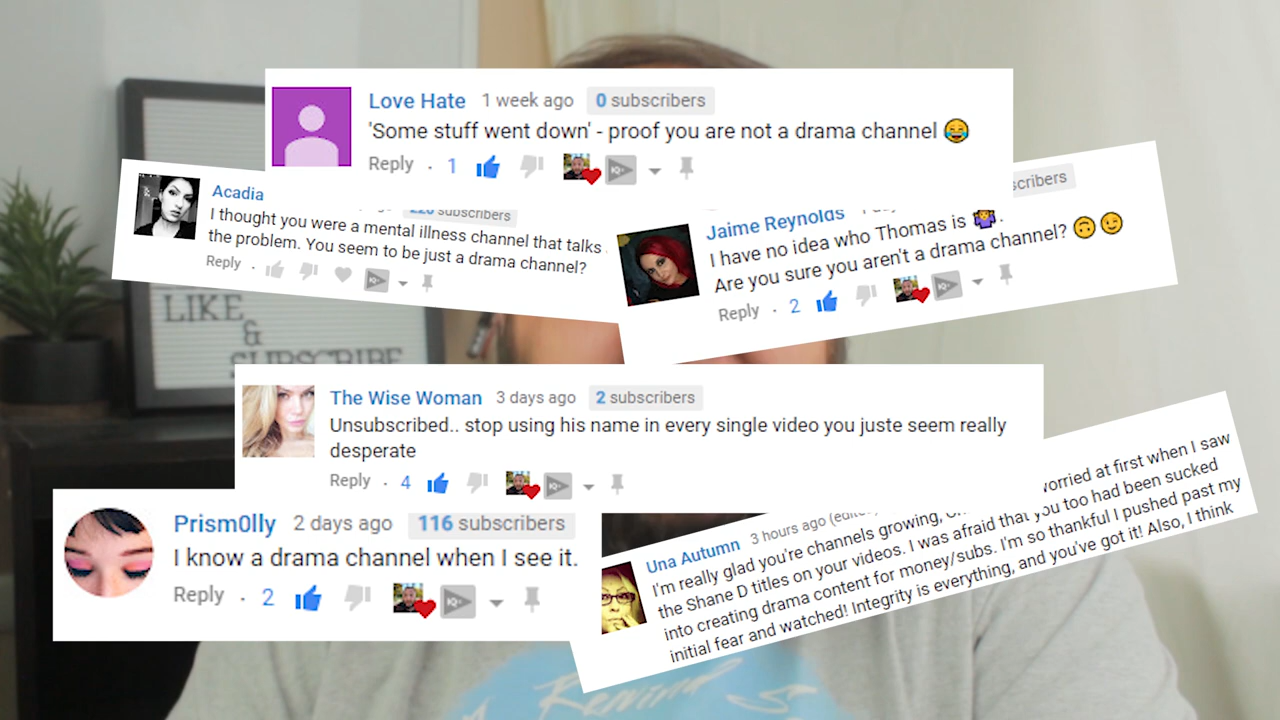 Love Hate 1 week ago 0 subscribers
'Some stuff went down' - proof you are not a drama channel 😂
Reply · 1
Acadia
subscribers
I thought you were a mental illness channel that talks
the problem. You seem to be just a drama channel?
Reply ·
scribers
Jaime Reynolds
I have no idea who Thomas is 🤷‍♀️.
Are you sure you aren't a drama channel? 🙃😉
Reply · 2
LIKE
&
SUBSCRIBE
The Wise Woman 3 days ago 2 subscribers
Unsubscribed.. stop using his name in every single video you juste seem really
desperate
Reply · 4
Prism0lly 2 days ago 116 subscribers
I know a drama channel when I see it.
Reply · 2
Una Autumn 3 hours ago (edited
I'm really glad you're channels growing, worried at first when I saw
the Shane D titles on your videos. I was afraid that you too had been sucked
into creating drama content for money/subs. I'm so thankful I pushed past my
initial fear and watched! Integrity is everything, and you've got it! Also, I think
Remind